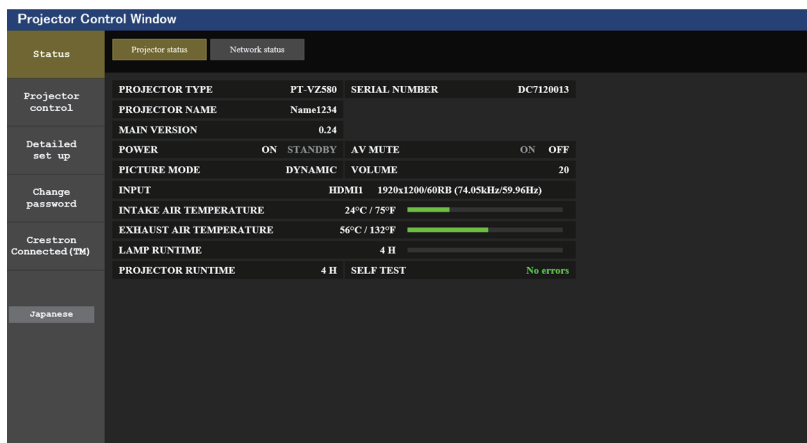 Projector Control Window
Status
Projector status
Network status
Projector
control
Detailed
set up
Change
password
Crestron
Connected(TM)
Japanese
PROJECTOR TYPE PT-VZ580 SERIAL NUMBER DC7120013
PROJECTOR NAME Name1234
MAIN VERSION 0.24
POWER ON STANDBY AV MUTE ON OFF
PICTURE MODE DYNAMIC VOLUME 20
INPUT HDMI1 1920x1200/60RB (74.05kHz/59.96Hz)
INTAKE AIR TEMPERATURE 24°C / 75°F
EXHAUST AIR TEMPERATURE 56°C / 132°F
LAMP RUNTIME 4 H
PROJECTOR RUNTIME 4 H SELF TEST No errors